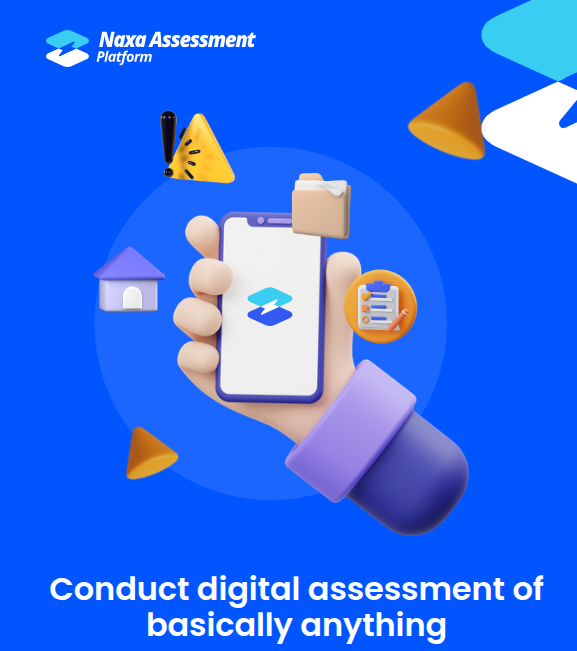 Naxa Assessment
Platform
Conduct digital assessment of
basically anything